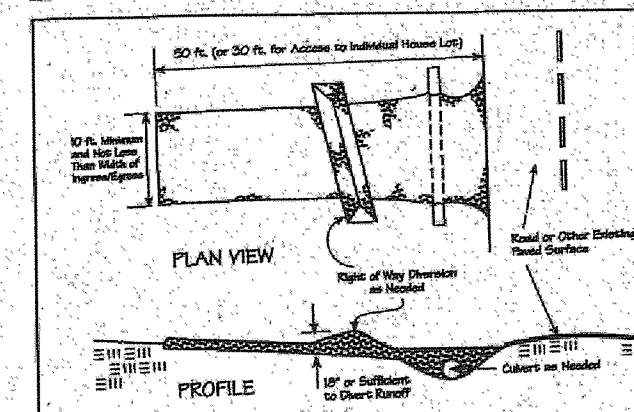 50 ft. (or 30 ft. for Access to Individual House Lot)
10 ft. Minimum
and Not Less
Than Width of
Ingress/Egress
PLAN VIEW
Right of Way Diversion
as Needed
Road or Other Existing
Paved Surface
18" or Sufficient
to Divert Runoff
Culvert as Needed
PROFILE